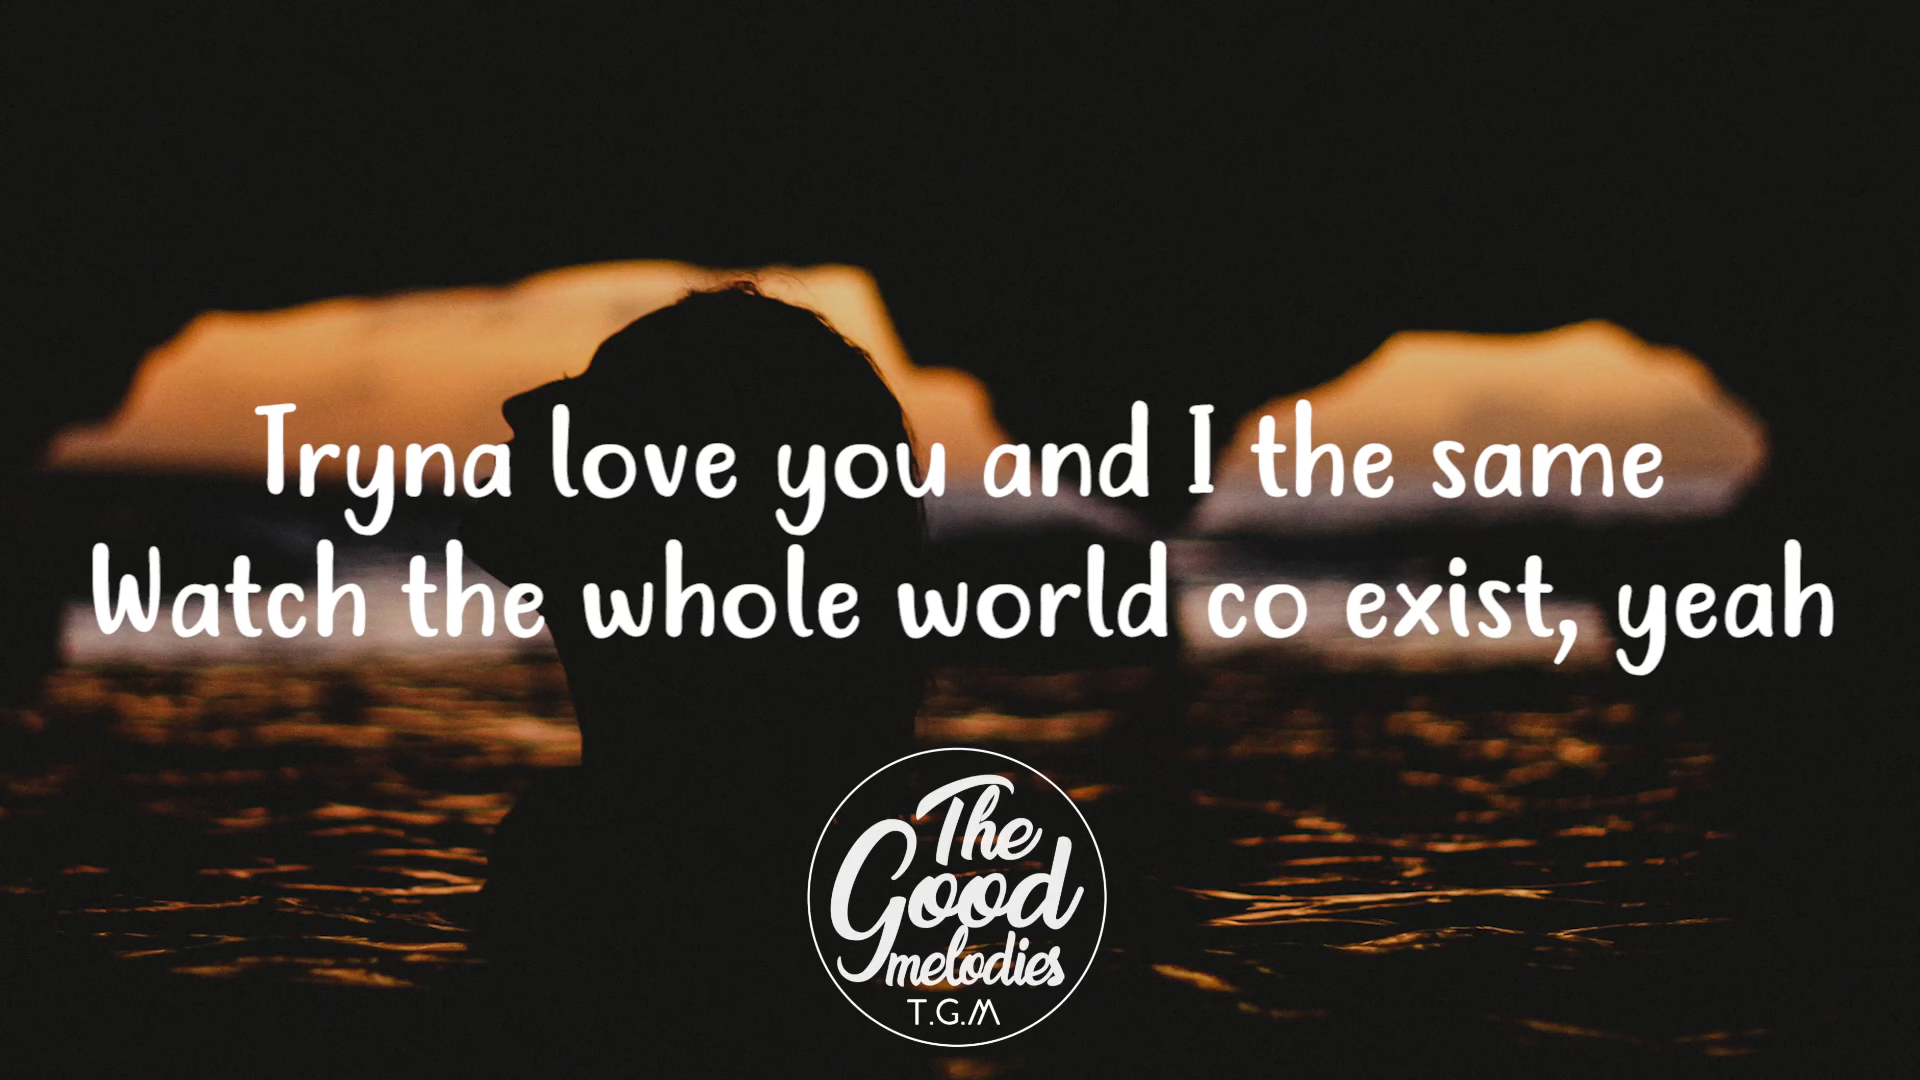 Tryna love you and I the same
Watch the whole world co exist, yeah
The
Good
melodies
T.G.M